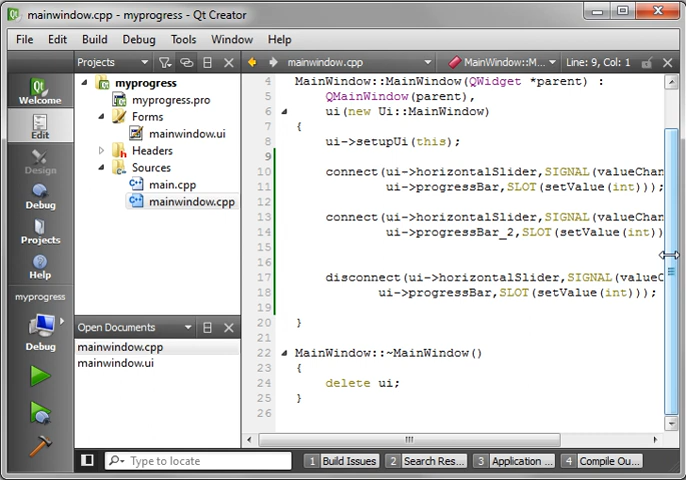 mainwindow.cpp - myprogress - Qt Creator
File Edit Build Debug Tools Window Help
Projects
mainwindow.cpp
MainWindow::M...
Line: 9, Col: 1
Welcome
Edit
Design
Debug
Projects
Help
myprogress
Debug
myprogress
myprogress.pro
Forms
mainwindow.ui
Headers
Sources
main.cpp
mainwindow.cpp
Open Documents
mainwindow.cpp
mainwindow.ui
4 MainWindow::MainWindow(QWidget *parent) :
5 QMainWindow(parent),
6 ui(new Ui::MainWindow)
7 {
8 ui->setupUi(this);
9
10 connect(ui->horizontalSlider,SIGNAL(valueChan
11 ui->progressBar,SLOT(setValue(int)));
12
13 connect(ui->horizontalSlider,SIGNAL(valueChan
14 ui->progressBar_2,SLOT(setValue(int))
15
16
17 disconnect(ui->horizontalSlider,SIGNAL(valueC
18 ui->progressBar,SLOT(setValue(int)));
19
20 }
21
22 MainWindow::~MainWindow()
23 {
24 delete ui;
25 }
26
Type to locate
1 Build Issues
2 Search Res...
3 Application ...
4 Compile Ou...